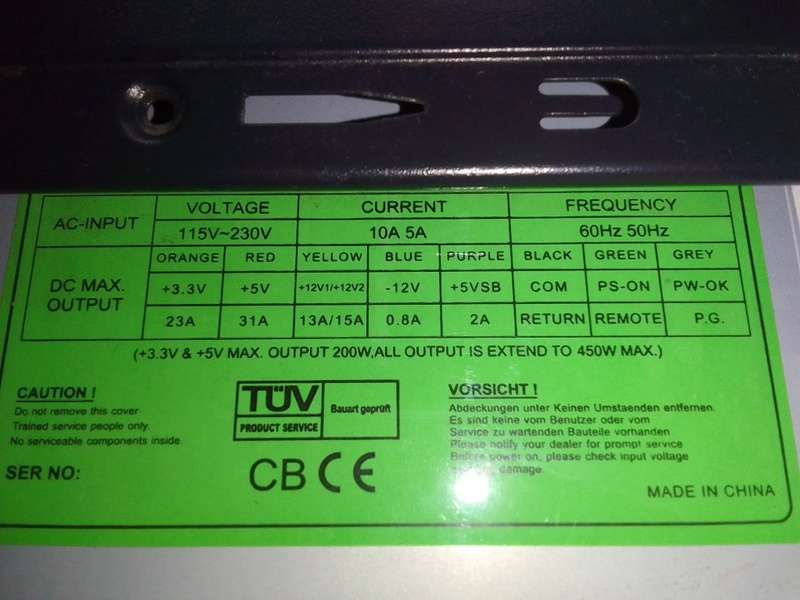 AC-INPUT VOLTAGE CURRENT FREQUENCY
115V~230V 10A 5A 60Hz 50Hz
DC MAX. OUTPUT ORANGE RED YELLOW BLUE PURPLE BLACK GREEN GREY
+3.3V +5V +12V1/+12V2 -12V +5VSB COM PS-ON PW-OK
23A 31A 13A/15A 0.8A 2A RETURN REMOTE P.G.
(+3.3V & +5V MAX. OUTPUT 200W,ALL OUTPUT IS EXTEND TO 450W MAX.)
CAUTION !
Do not remove this cover
Trained service people only.
No serviceable components inside.
SER NO:
TÜV
PRODUCT SERVICE
Bauart geprüft
CB CE
VORSICHT !
Abdeckungen unter Keinen Umstaenden entfernen.
Es sind keine vom Benutzer oder vom
Service zu wartenden Bauteile vorhanden
Please notify your dealer for prompt service
Before power on, please check input voltage
damage.
MADE IN CHINA